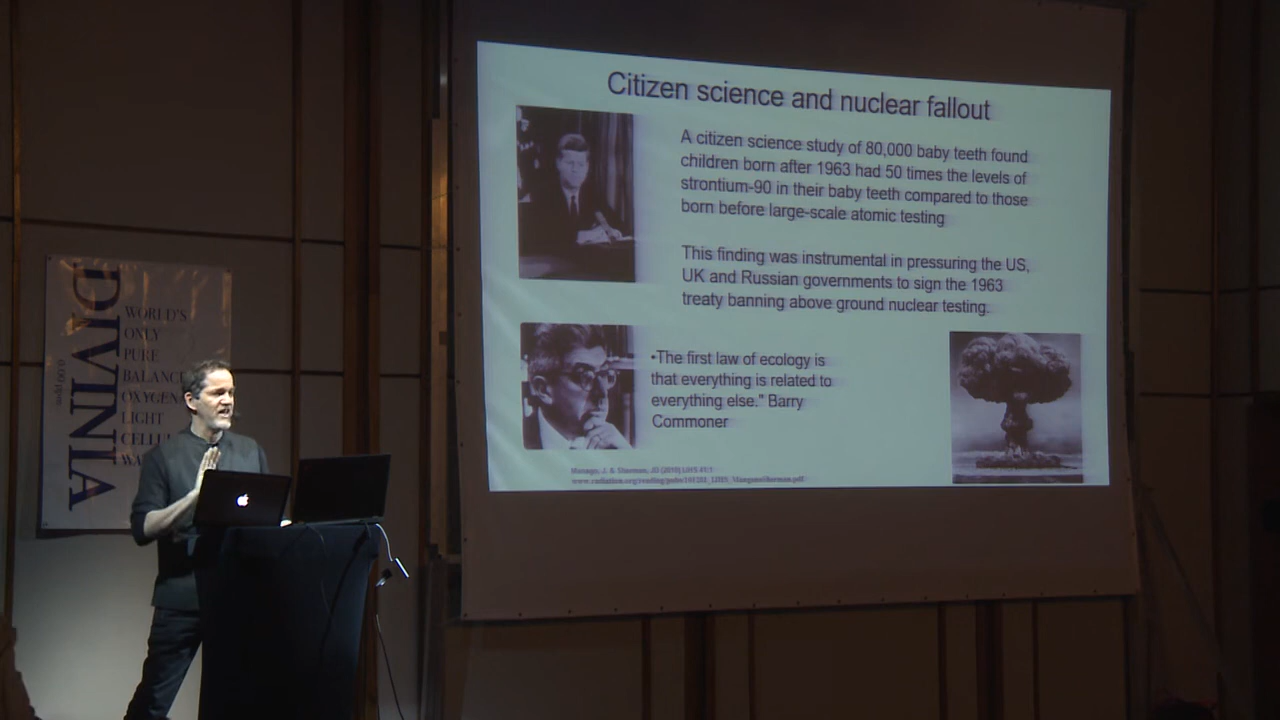 Citizen science and nuclear fallout
A citizen science study of 80,000 baby teeth found
children born after 1963 had 50 times the levels of
strontium-90 in their baby teeth compared to those
born before large-scale atomic testing
This finding was instrumental in pressuring the US,
UK and Russian governments to sign the 1963
treaty banning above ground nuclear testing.
•The first law of ecology is
that everything is related to
everything else." Barry
Commoner
DIVINIA
WORLD'S
ONLY
PURE
BALANCE
OXYGEN
LIGHT
CELLU
WA